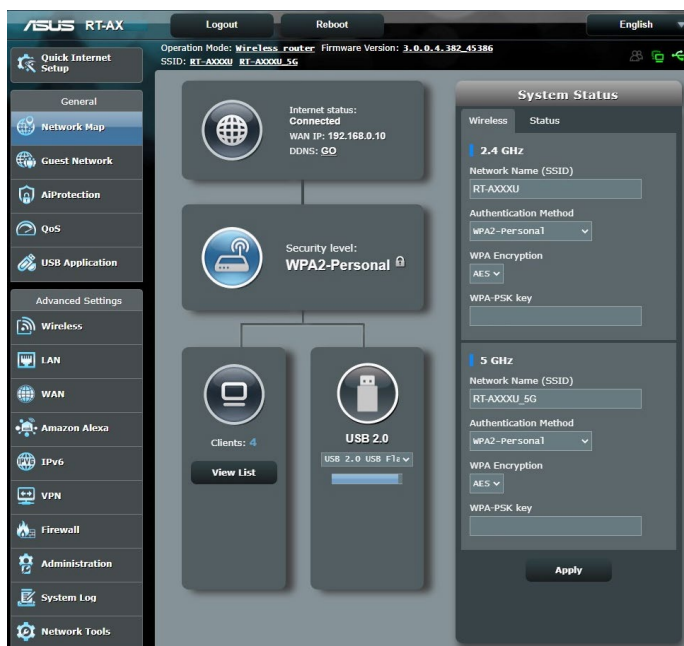 ASUS RT-AX
Logout
Reboot
English
Quick Internet
Setup
Operation Mode: Wireless router Firmware Version: 3.0.0.4.382_45386
SSID: RT-AXXXU RT-AXXXU_5G
General
Network Map
Guest Network
AiProtection
QoS
USB Application
Advanced Settings
Wireless
LAN
WAN
Amazon Alexa
IPv6
VPN
Firewall
Administration
System Log
Network Tools
Internet status:
Connected
WAN IP: 192.168.0.10
DDNS: GO
Security level:
WPA2-Personal
Clients: 4
View List
USB 2.0
USB 2.0 USB Fla
System Status
Wireless Status
2.4 GHz
Network Name (SSID)
RT-AXXXU
Authentication Method
WPA2-Personal
WPA Encryption
AES
WPA-PSK key
5 GHz
Network Name (SSID)
RT-AXXXU_5G
Authentication Method
WPA2-Personal
WPA Encryption
AES
WPA-PSK key
Apply